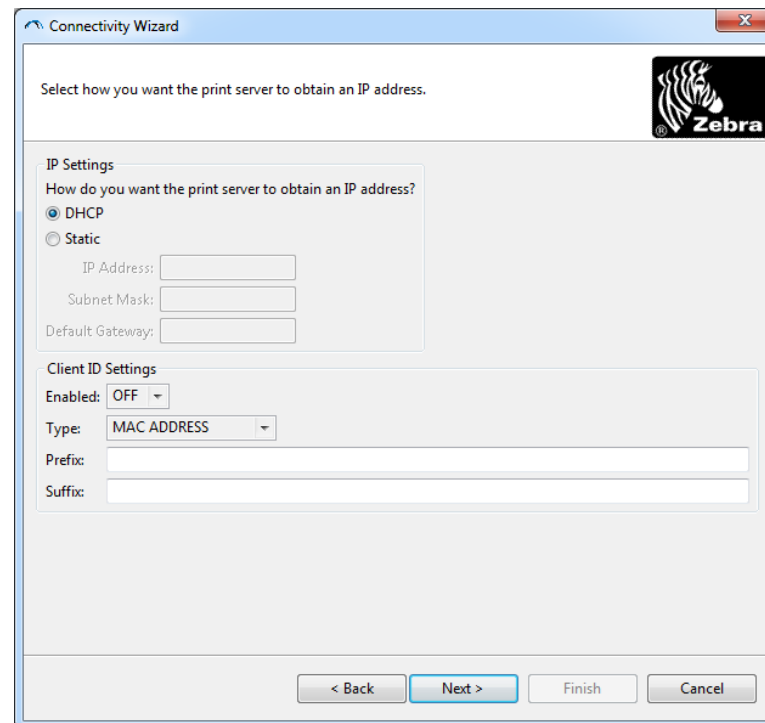 Connectivity Wizard
Select how you want the print server to obtain an IP address.
® Zebra
IP Settings
How do you want the print server to obtain an IP address?
DHCP
Static
IP Address:
Subnet Mask:
Default Gateway:
Client ID Settings
Enabled: OFF
Type: MAC ADDRESS
Prefix:
Suffix:
< Back Next > Finish Cancel